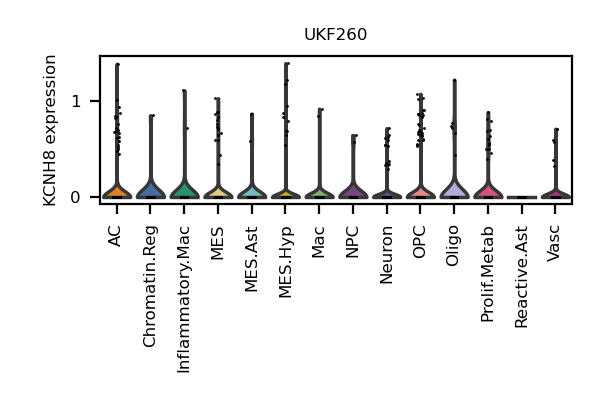 UKF260
KCNH8 expression
1
0
AC
Chromatin.Reg
Inflammatory.Mac
MES
MES.Ast
MES.Hyp
Mac
NPC
Neuron
OPC
Oligo
Prolif.Metab
Reactive.Ast
Vasc